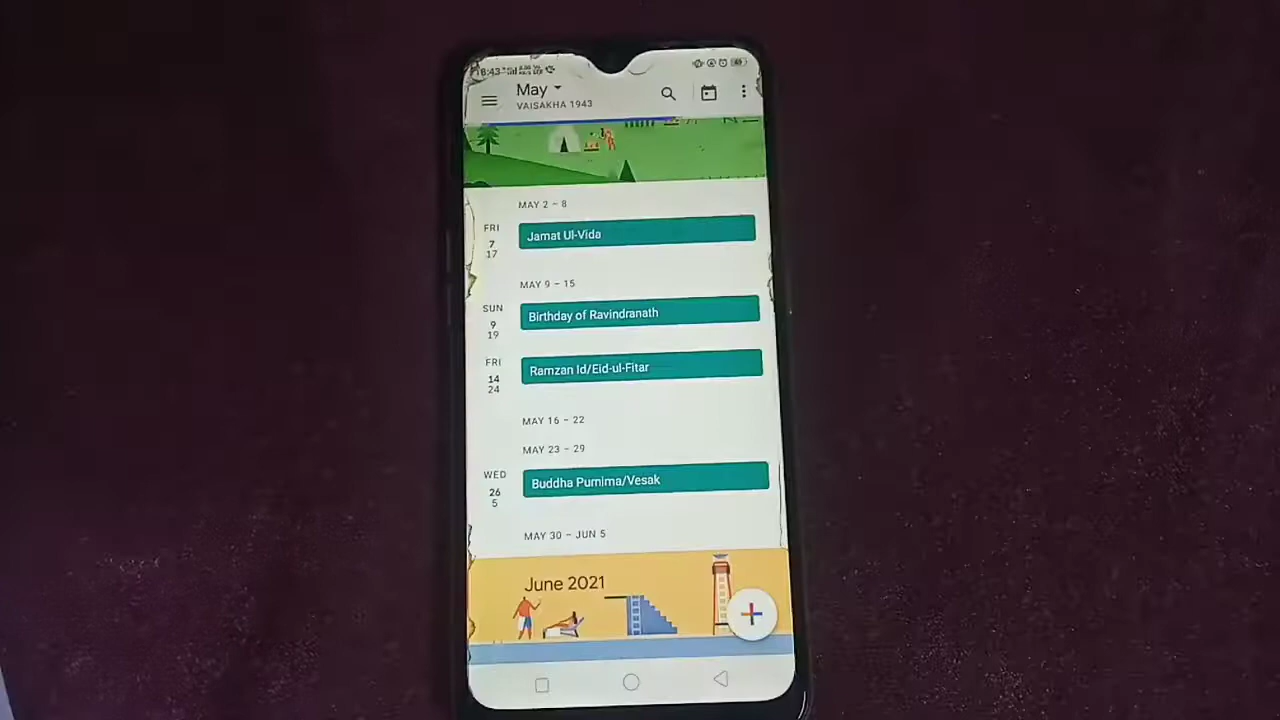 18:43
May
VAISAKHA 1943
MAY 2 – 8
FRI
7
17
Jamat Ul-Vida
MAY 9 – 15
SUN
9
19
Birthday of Ravindranath
FRI
14
24
Ramzan Id/Eid-ul-Fitar
MAY 16 – 22
MAY 23 – 29
WED
26
5
Buddha Purnima/Vesak
MAY 30 – JUN 5
June 2021